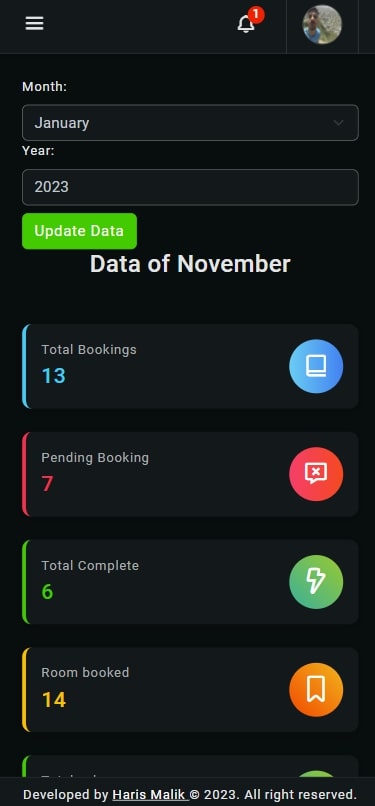 1
Month:
January
Year:
2023
Update Data
Data of November
Total Bookings
13
Pending Booking
7
Total Complete
6
Room booked
14
Developed by Haris Malik © 2023. All right reserved.